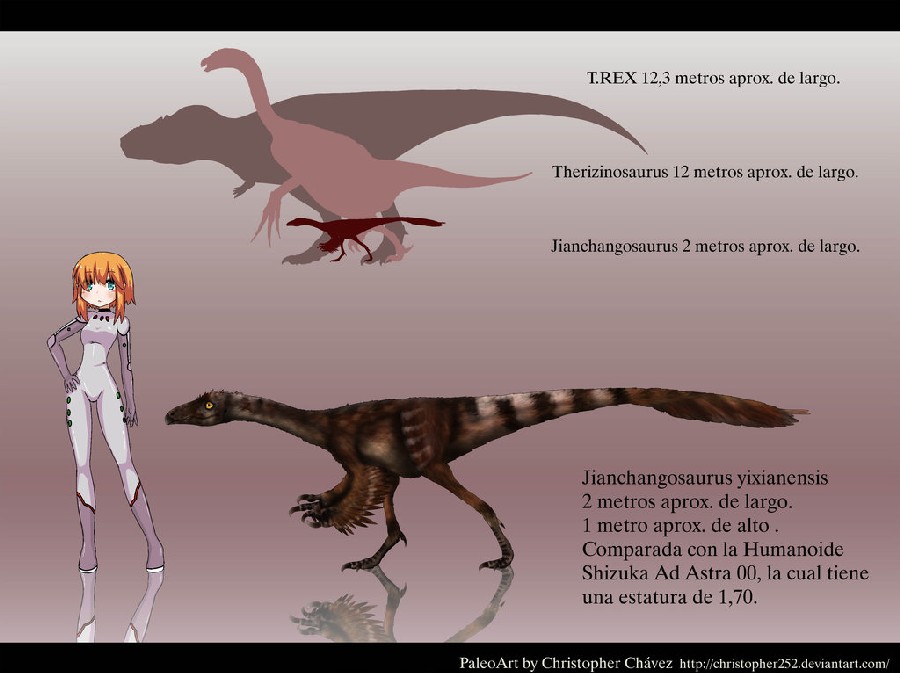 T.REX 12,3 metros aprox. de largo.
Therizinosaurus 12 metros aprox. de largo.
Jianchangosaurus 2 metros aprox. de largo.
Jianchangosaurus yixianensis
2 metros aprox. de largo.
1 metro aprox. de alto .
Comparada con la Humanoide
Shizuka Ad Astra 00, la cual tiene
una estatura de 1,70.
PaleoArt by Christopher Chávez http://christopher252.deviantart.com/